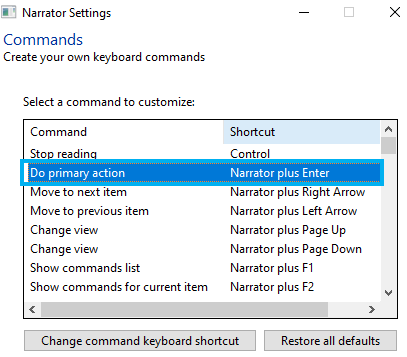 Narrator Settings
Commands
Create your own keyboard commands
Select a command to customize:
Command Shortcut
Stop reading Control
Do primary action Narrator plus Enter
Move to next item Narrator plus Right Arrow
Move to previous item Narrator plus Left Arrow
Change view Narrator plus Page Up
Change view Narrator plus Page Down
Show commands list Narrator plus F1
Show commands for current item Narrator plus F2
Change command keyboard shortcut Restore all defaults